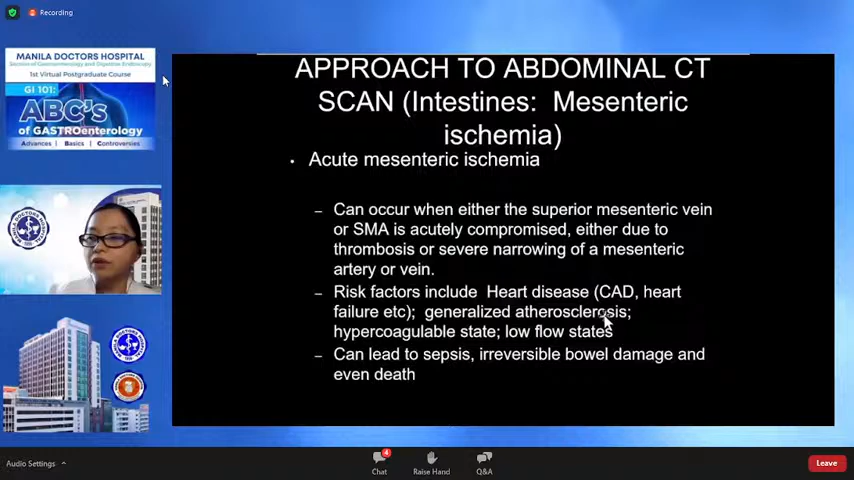 Recording
MANILA DOCTORS HOSPITAL
Section of Gastroenterology and Digestive Endoscopy
1st Virtual Postgraduate Course
GI 101:
ABC's
of GASTROenterology
Advances | Basics | Controversies
APPROACH TO ABDOMINAL CT
SCAN (Intestines: Mesenteric
ischemia)
• Acute mesenteric ischemia
– Can occur when either the superior mesenteric vein
or SMA is acutely compromised, either due to
thrombosis or severe narrowing of a mesenteric
artery or vein.
– Risk factors include Heart disease (CAD, heart
failure etc); generalized atherosclerosis;
hypercoagulable state; low flow states
– Can lead to sepsis, irreversible bowel damage and
even death
Audio Settings
4
Chat
Raise Hand
Q&A
Leave